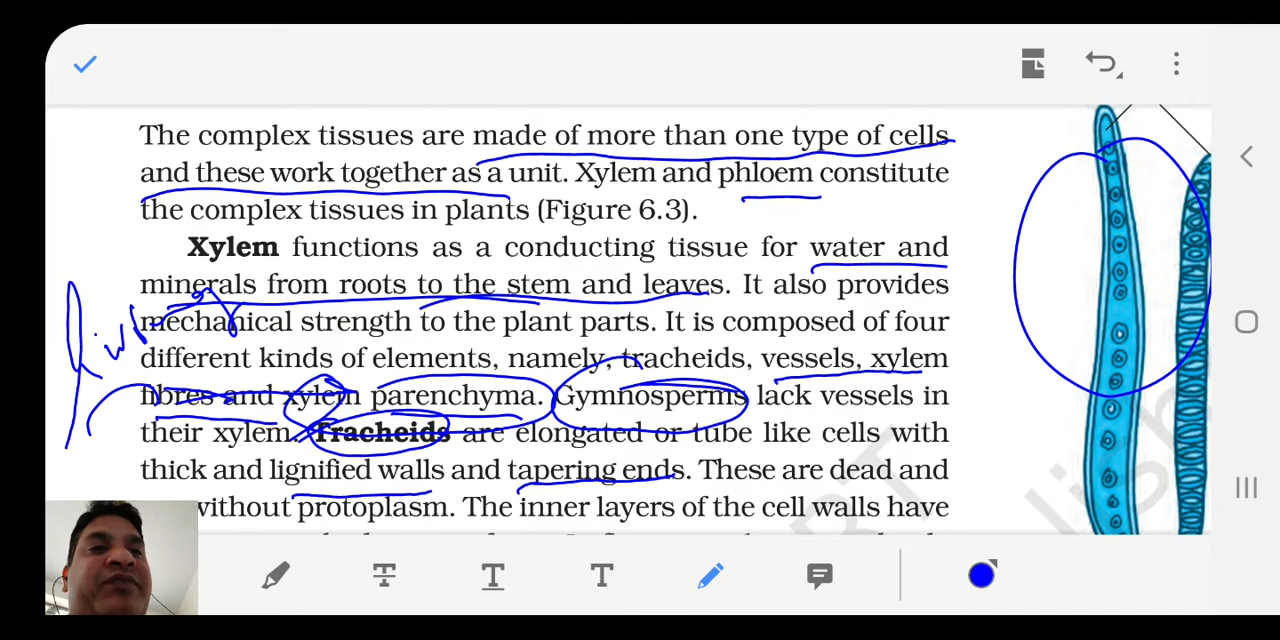 The complex tissues are made of more than one type of cells
and these work together as a unit. Xylem and phloem constitute
the complex tissues in plants (Figure 6.3).
Xylem functions as a conducting tissue for water and
minerals from roots to the stem and leaves. It also provides
mechanical strength to the plant parts. It is composed of four
different kinds of elements, namely, tracheids, vessels, xylem
fibres and xylem parenchyma. Gymnosperms lack vessels in
their xylem. Tracheids are elongated or tube like cells with
thick and lignified walls and tapering ends. These are dead and
without protoplasm. The inner layers of the cell walls have
living